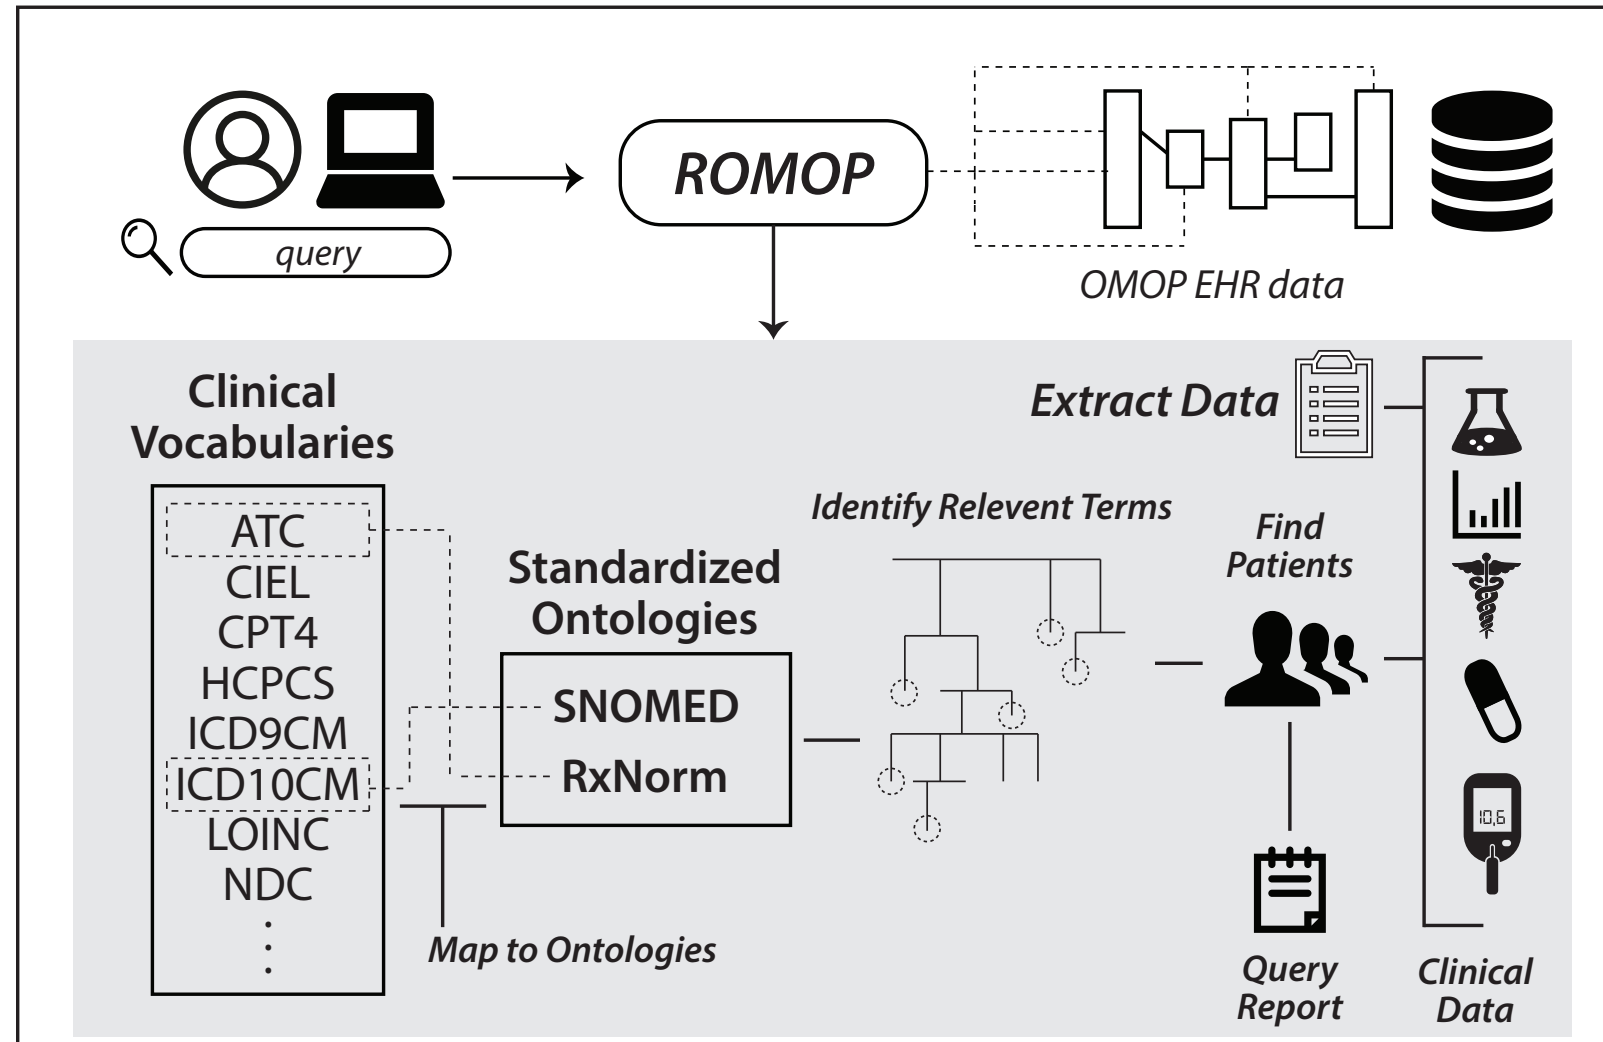 ROMOP
query
OMOP EHR data
Clinical
Vocabularies
ATC
CIEL
CPT4
HCPCS
ICD9CM
ICD10CM
LOINC
NDC
Map to Ontologies
Standardized
Ontologies
SNOMED
RxNorm
Identify Relevent Terms
Extract Data
Find
Patients
Query
Report
10,6
Clinical
Data